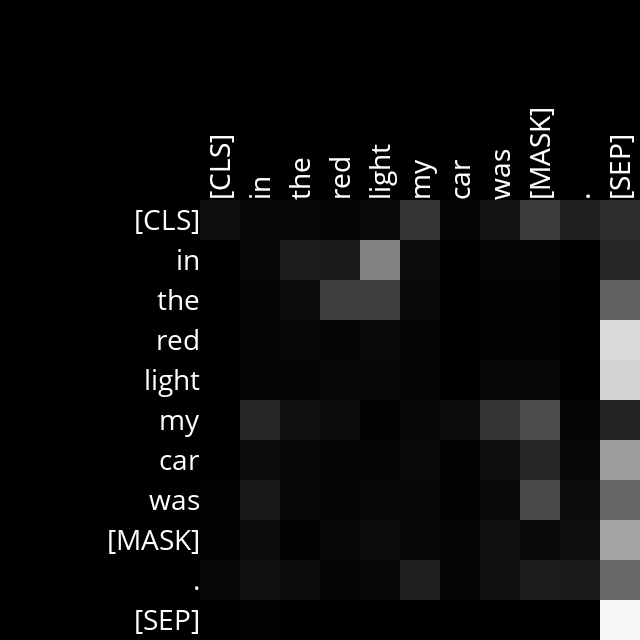 [CLS] in the red light my car was [MASK] . [SEP]
[CLS]
in
the
red
light
my
car
was
[MASK]
.
[SEP]